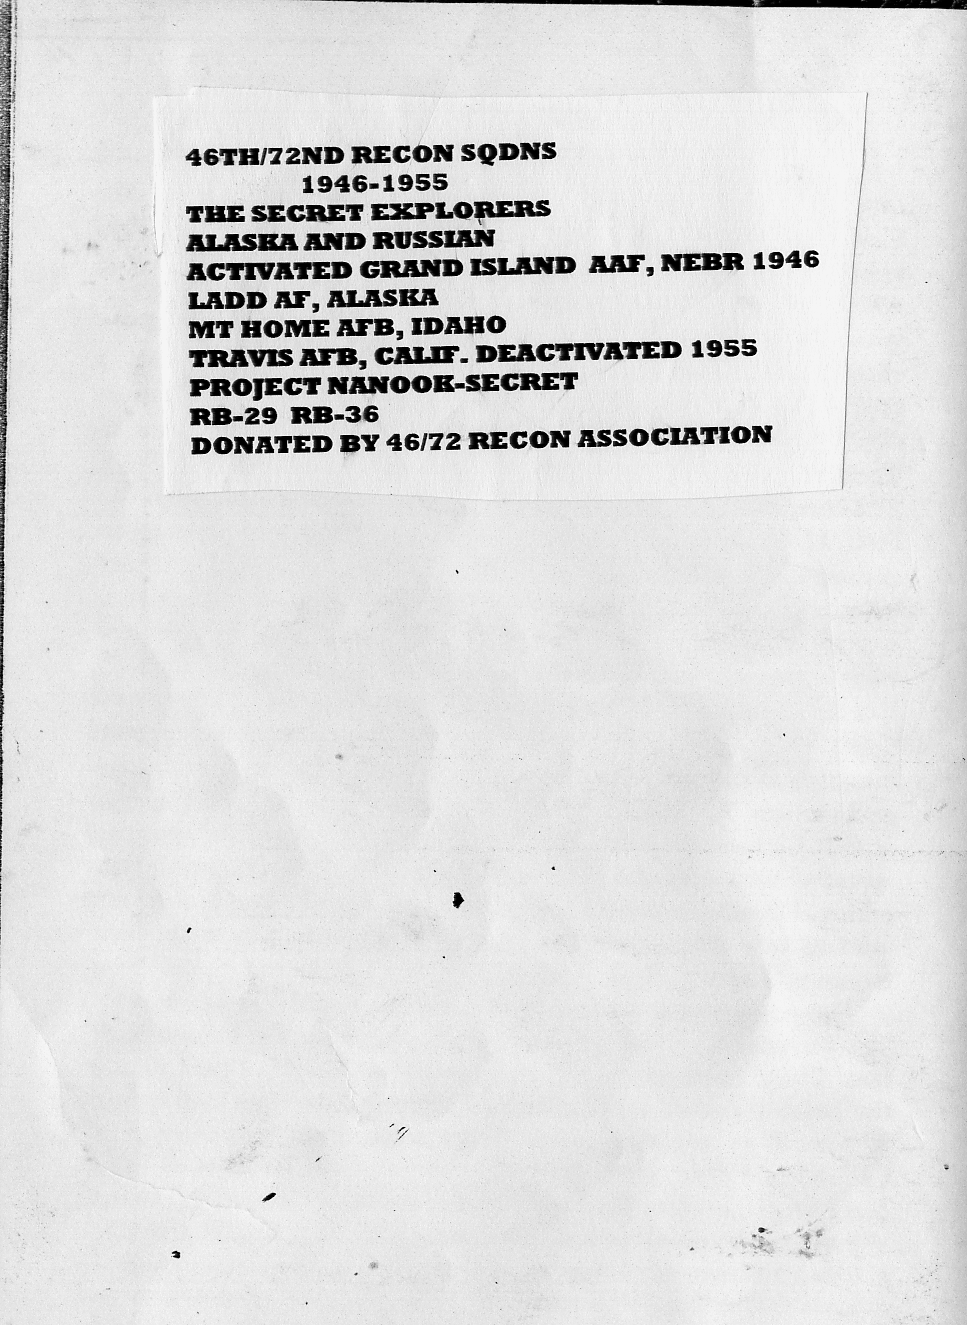 46TH/72ND RECON SQDNS
1946-1955
THE SECRET EXPLORERS
ALASKA AND RUSSIAN
ACTIVATED GRAND ISLAND AAF, NEBR 1946
LADD AF, ALASKA
MT HOME AFB, IDAHO
TRAVIS AFB, CALIF. DEACTIVATED 1955
PROJECT NANOOK-SECRET
RB-29 RB-36
DONATED BY 46/72 RECON ASSOCIATION